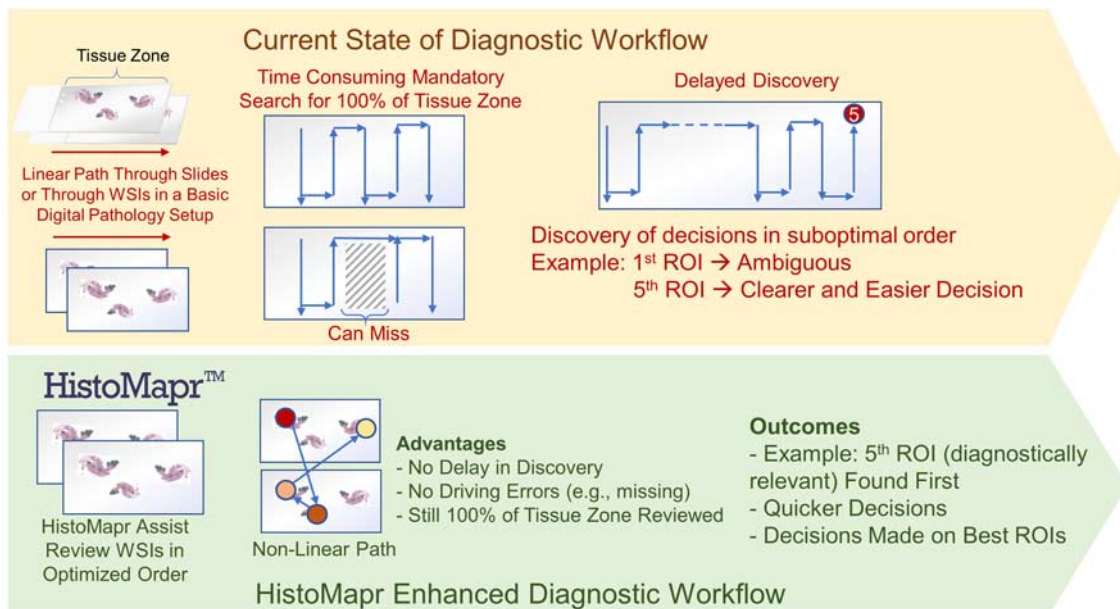 Current State of Diagnostic Workflow
Tissue Zone
Linear Path Through Slides
or Through WSIs in a Basic
Digital Pathology Setup
Time Consuming Mandatory
Search for 100% of Tissue Zone
Can Miss
Delayed Discovery
5
Discovery of decisions in suboptimal order
Example: 1st ROI → Ambiguous
5th ROI → Clearer and Easier Decision
HistoMapr™
HistoMapr Assist
Review WSIs in
Optimized Order
Non-Linear Path
Advantages
- No Delay in Discovery
- No Driving Errors (e.g., missing)
- Still 100% of Tissue Zone Reviewed
Outcomes
- Example: 5th ROI (diagnostically
relevant) Found First
- Quicker Decisions
- Decisions Made on Best ROIs
HistoMapr Enhanced Diagnostic Workflow